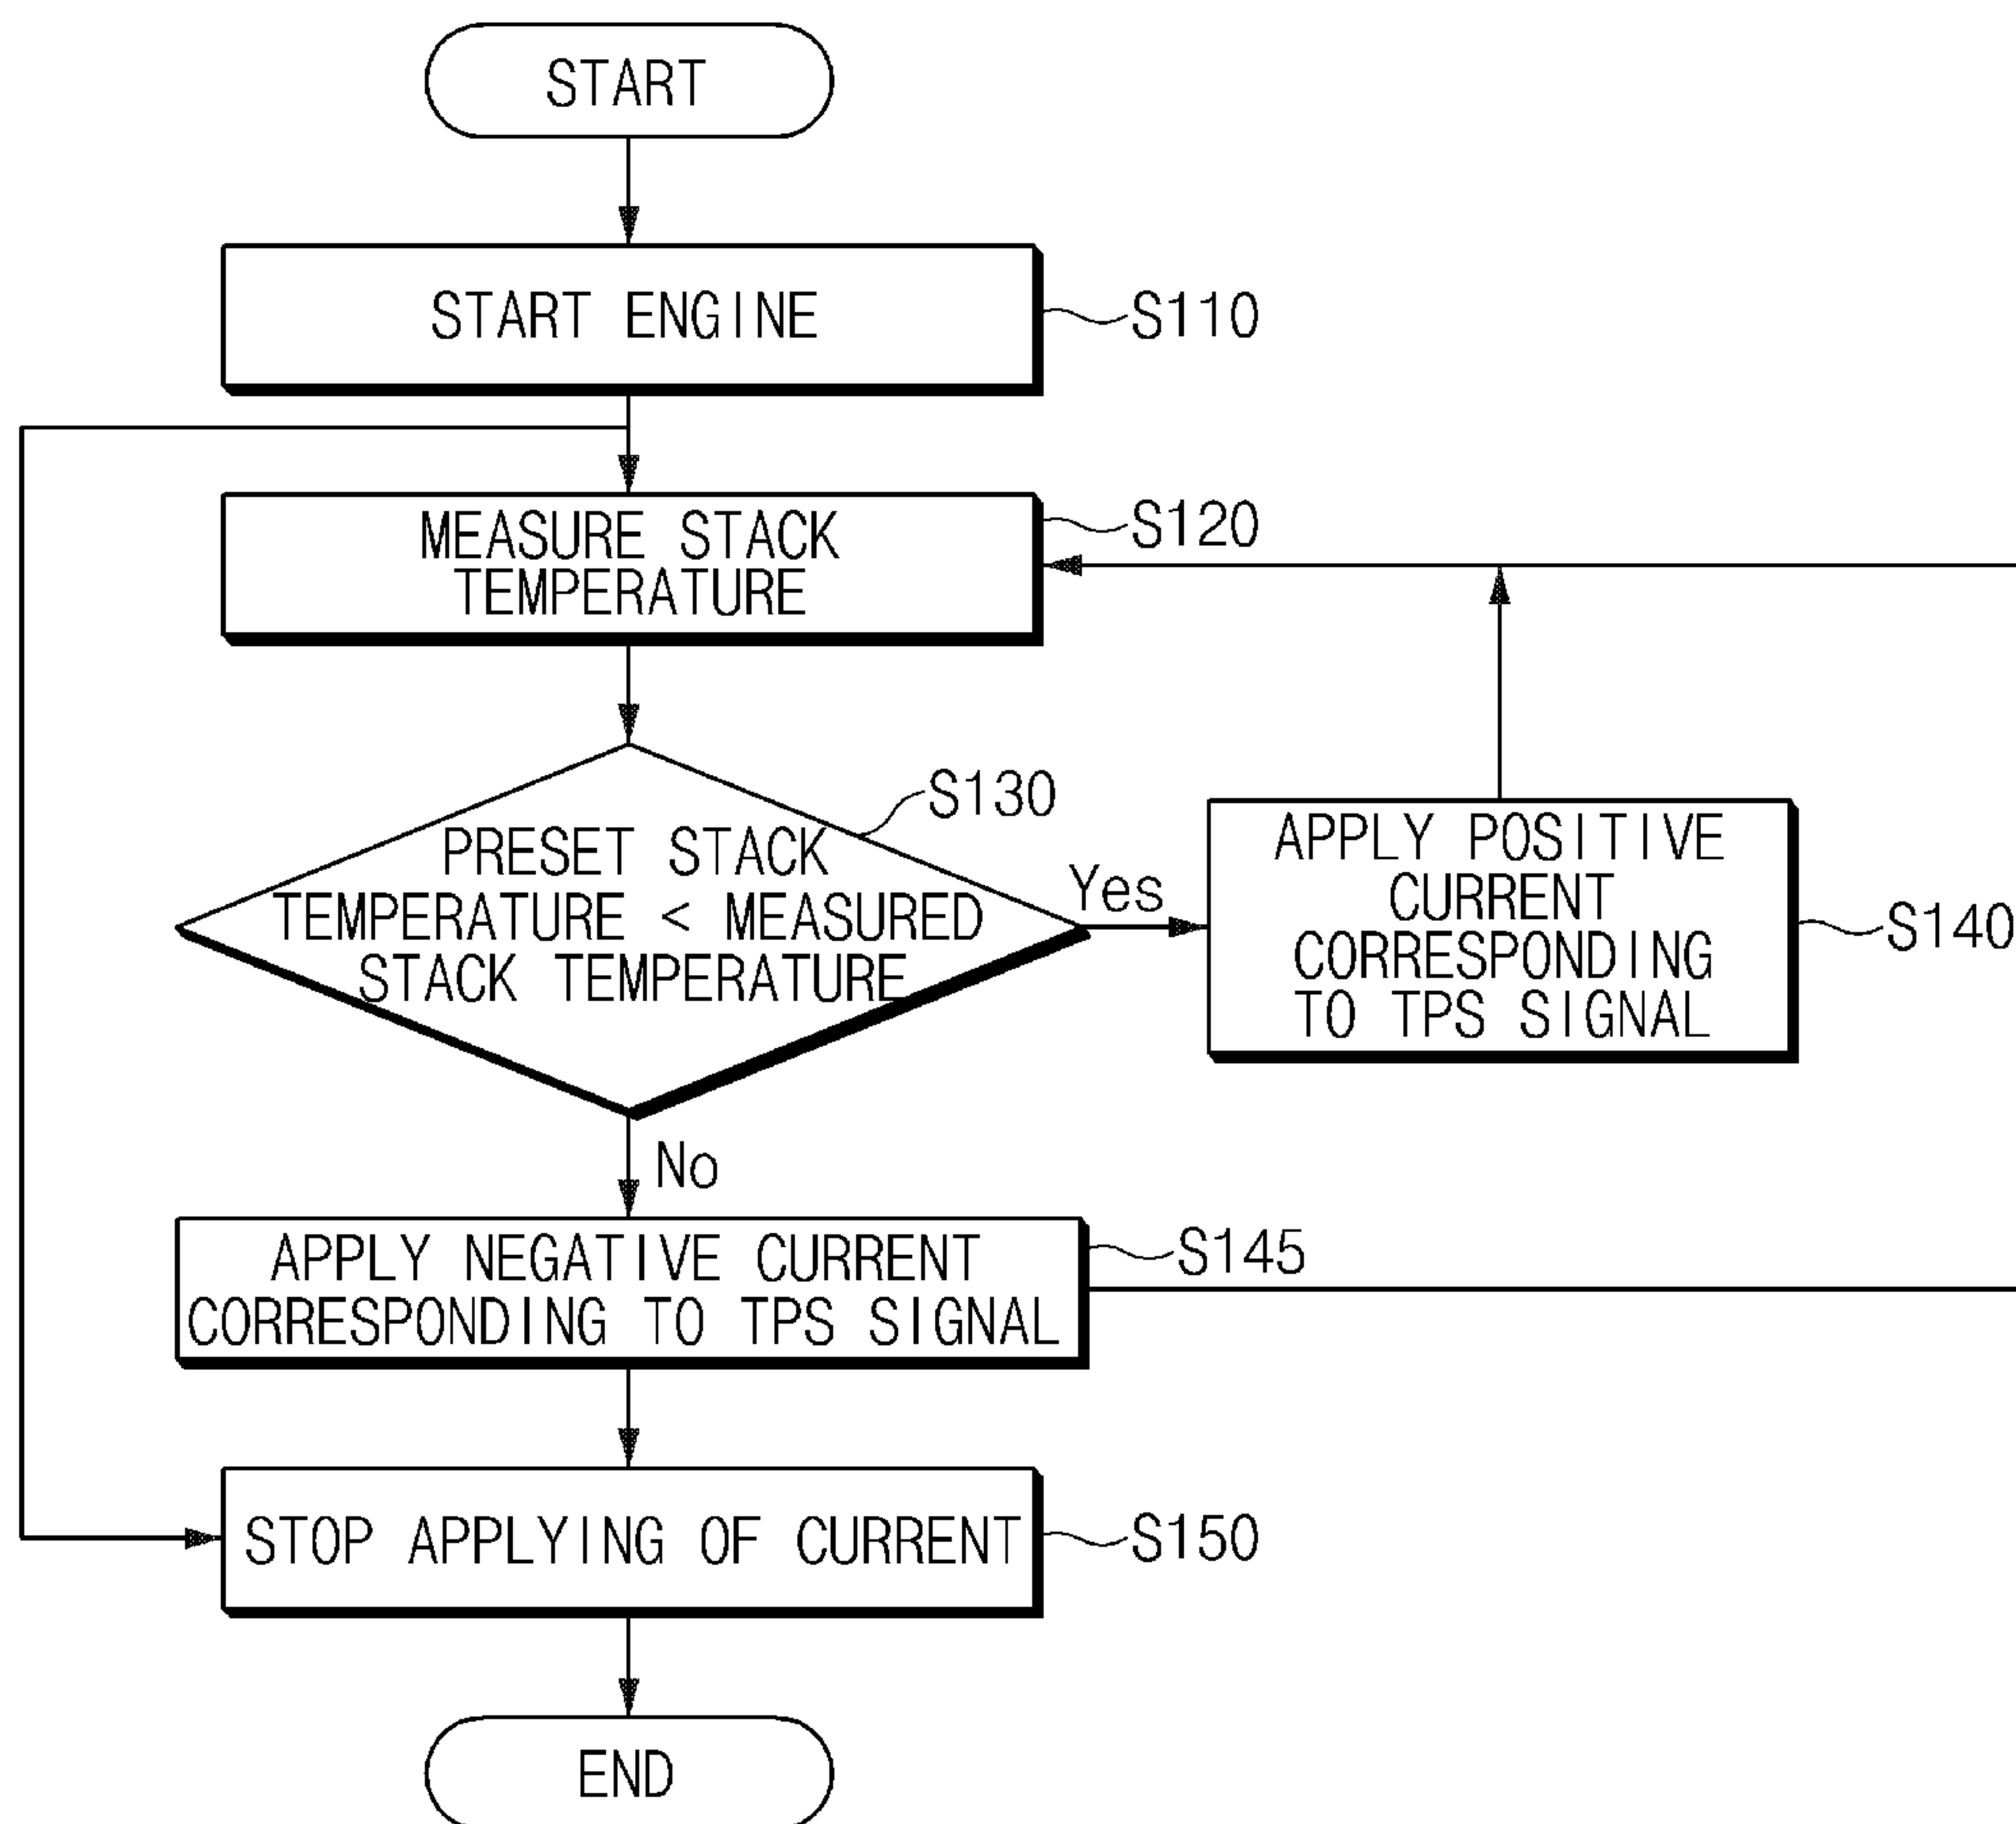 START
START ENGINE
S110
MEASURE STACK
TEMPERATURE
S120
S130
PRESET STACK
TEMPERATURE < MEASURED
STACK TEMPERATURE
Yes
APPLY POSITIVE
CURRENT
CORRESPONDING
TO TPS SIGNAL
S140
No
APPLY NEGATIVE CURRENT
CORRESPONDING TO TPS SIGNAL
S145
STOP APPLYING OF CURRENT
S150
END